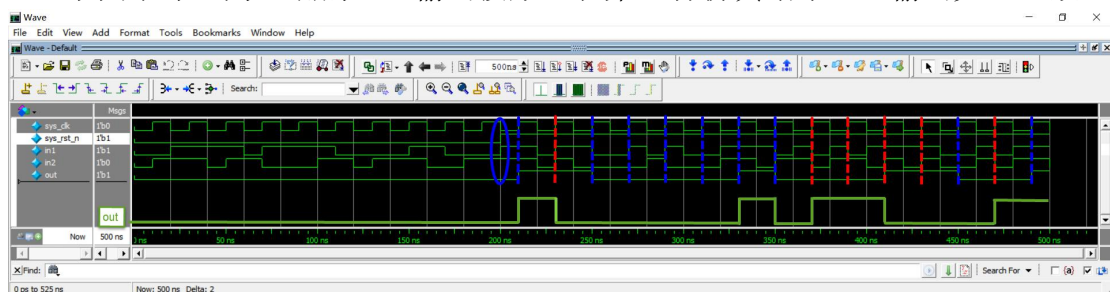 Wave
File Edit View Add Format Tools Bookmarks Window Help
Wave - Default
500 ns
Search:
Msgs
sys_clk 1'b0
sys_rst_n 1'b1
in1 1'b1
in2 1'b0
out 1'b1
out
Now 500 ns
50 ns 100 ns 150 ns 200 ns 250 ns 300 ns 350 ns 400 ns 450 ns 500 ns
Find:
Search For
(a)
0 ps to 525 ns Now: 500 ns Delta: 2